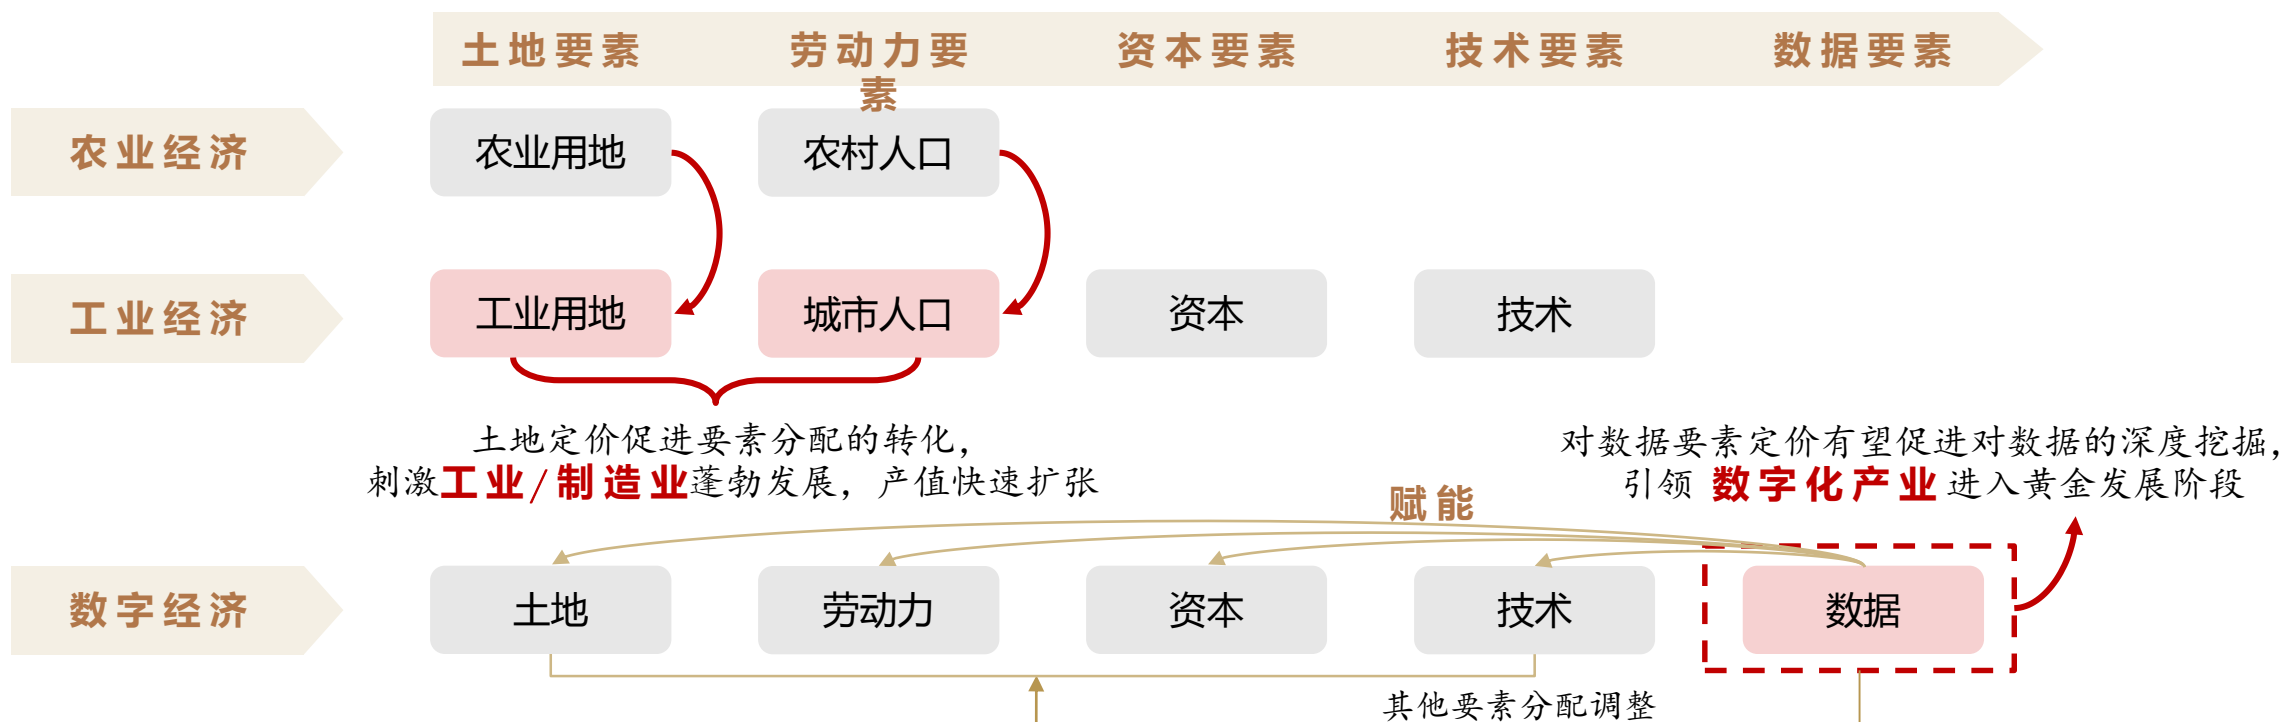 土地要素 劳动力要素 资本要素 技术要素 数据要素
农业经济 农业用地 农村人口
工业经济 工业用地 城市人口 资本 技术
土地定价促进要素分配的转化，
刺激工业/制造业蓬勃发展，产值快速扩张
对数据要素定价有望促进对数据的深度挖掘，
引领 数字化产业 进入黄金发展阶段
赋能
数字经济 土地 劳动力 资本 技术 数据
其他要素分配调整